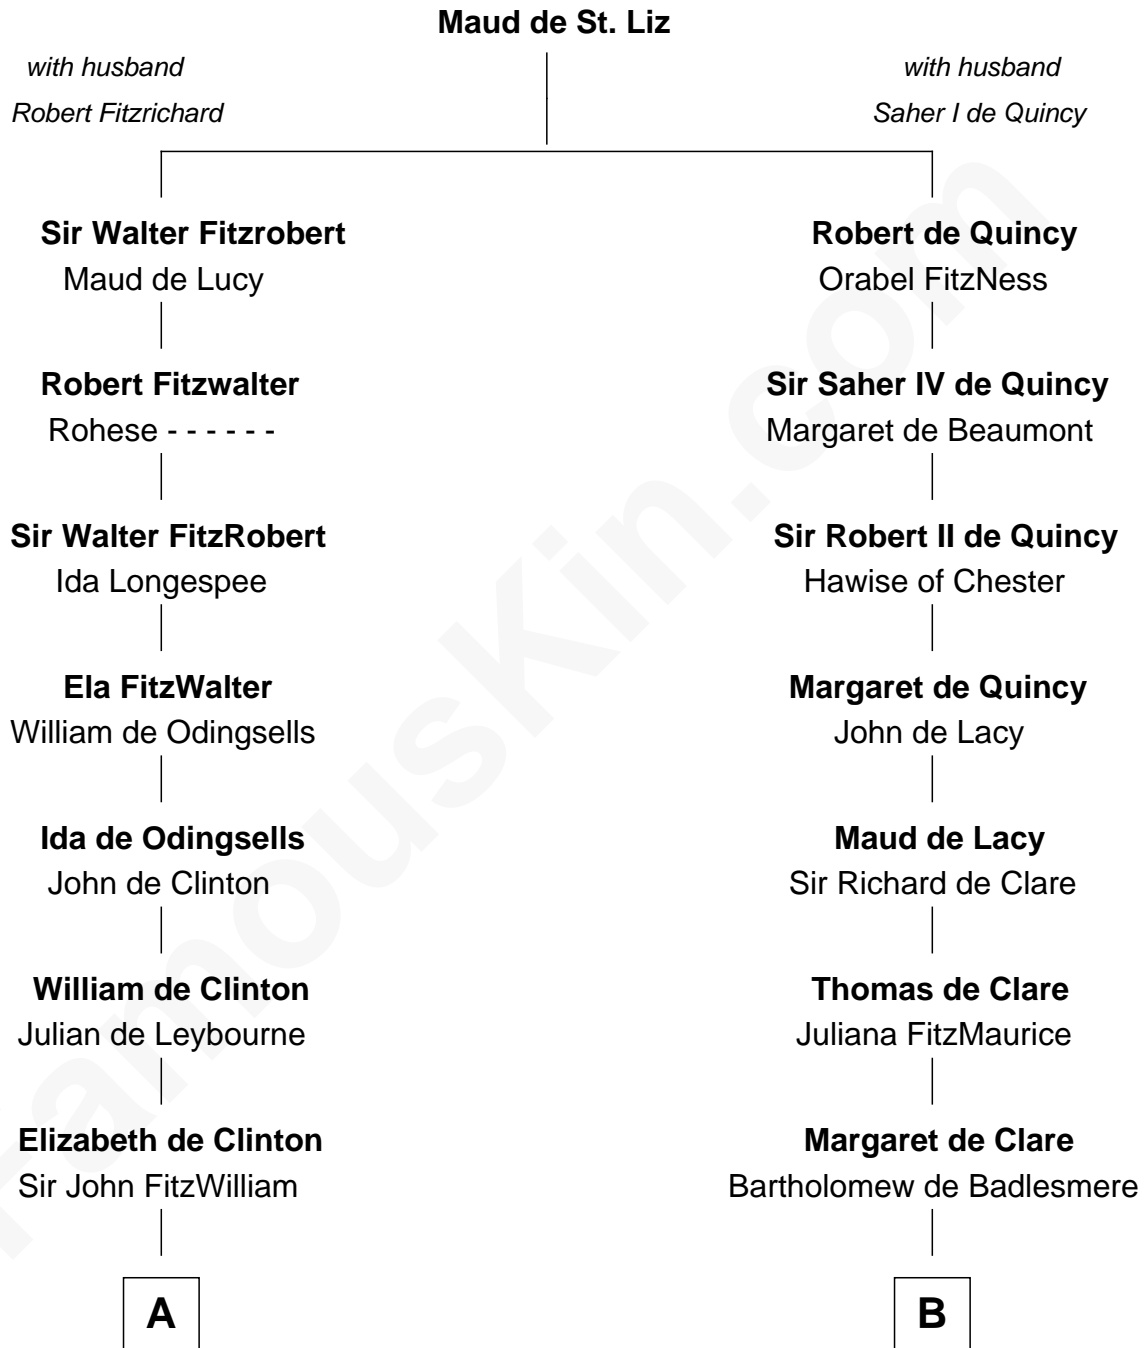 Maud de St. Liz
with husband
Robert Fitzrichard
with husband
Saher I de Quincy
Sir Walter Fitzrobert
Maud de Lucy
Robert de Quincy
Orabel FitzNess
Robert Fitzwalter
Rohese - - - - - -
Sir Saher IV de Quincy
Margaret de Beaumont
Sir Walter FitzRobert
Ida Longespee
Sir Robert II de Quincy
Hawise of Chester
Ela FitzWalter
William de Odingsells
Margaret de Quincy
John de Lacy
Ida de Odingsells
John de Clinton
Maud de Lacy
Sir Richard de Clare
William de Clinton
Julian de Leybourne
Thomas de Clare
Juliana FitzMaurice
Elizabeth de Clinton
Sir John FitzWilliam
Margaret de Clare
Bartholomew de Badlesmere
A
B
FamousKin.com